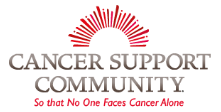 CANCER SUPPORT
COMMUNITY
So that No One Faces Cancer Alone